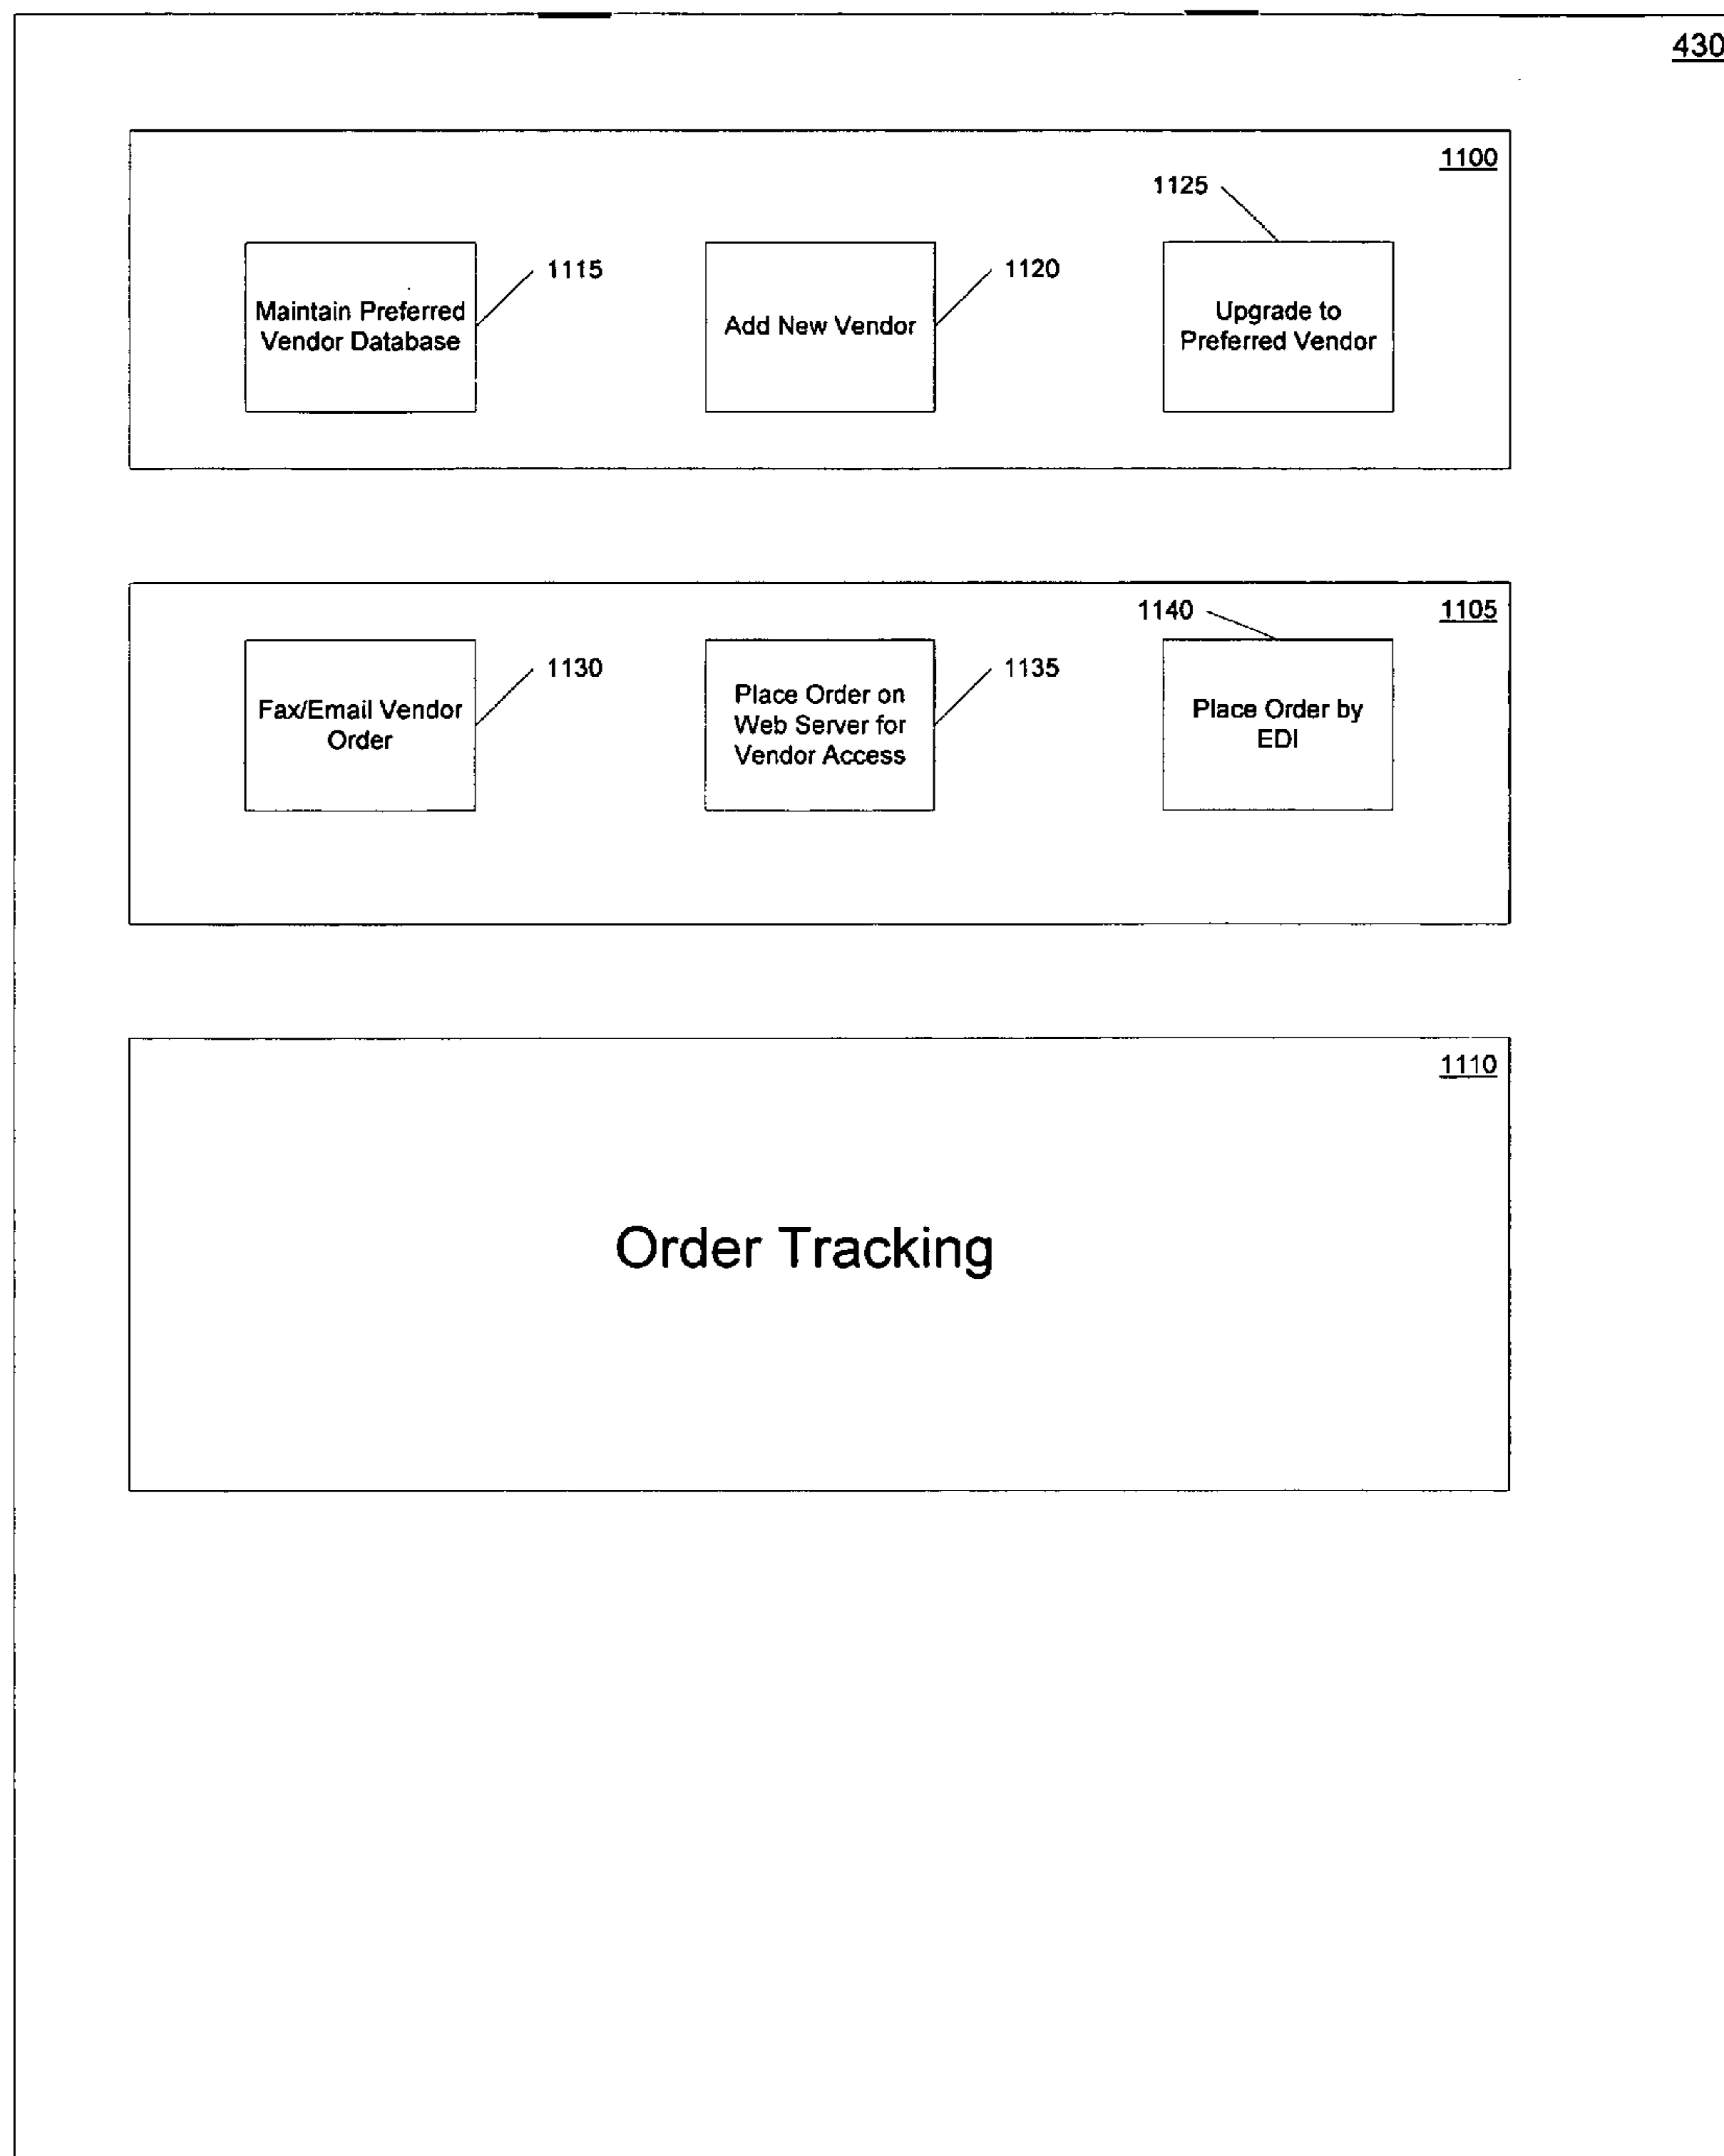 430
1100
1125
1115
1120
Maintain Preferred
Vendor Database
Add New Vendor
Upgrade to
Preferred Vendor
1105
1140
1130
1135
Fax/Email Vendor
Order
Place Order on
Web Server for
Vendor Access
Place Order by
EDI
1110
Order Tracking